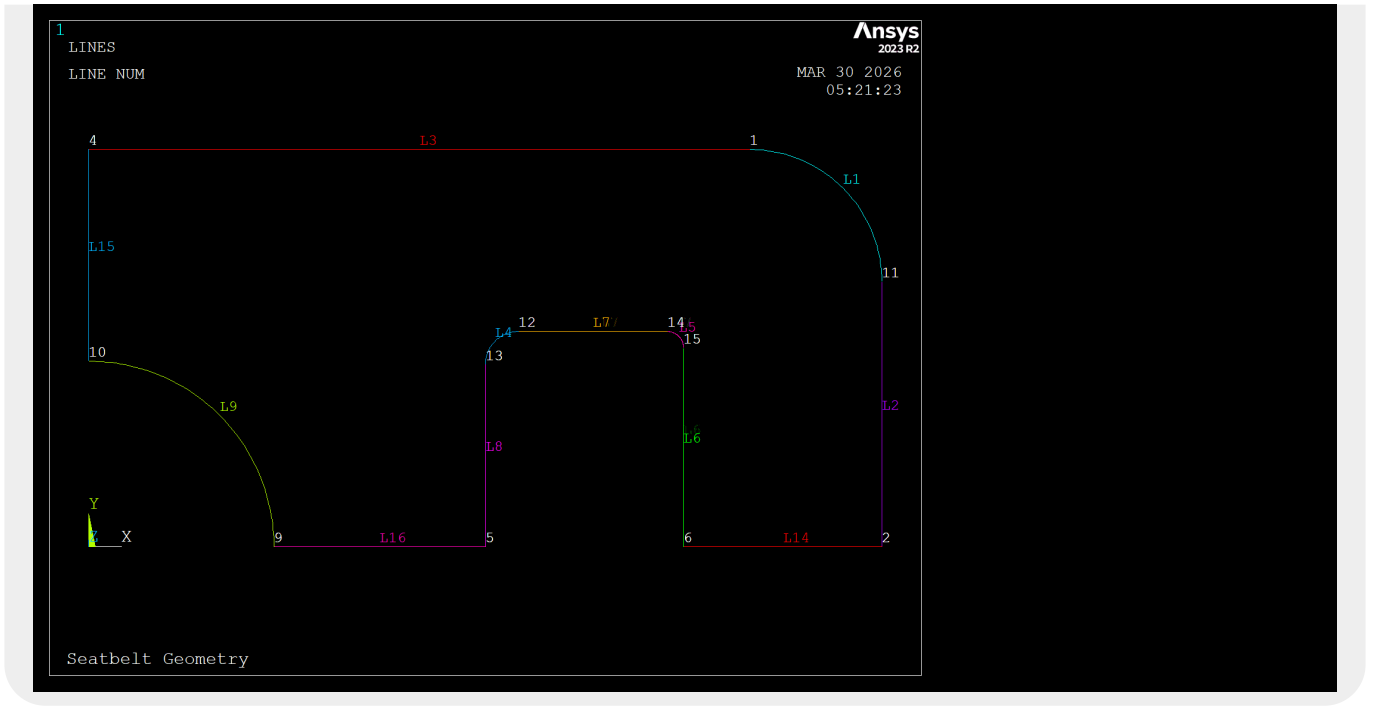 1
Ansys
2023 R2
LINES
LINE NUM
MAR 30 2026
05:21:23
4
L3
1
L1
L15
11
12
L7
14
L5
L4
15
10
13
L9
L2
L6
L8
Y
Z
X
9
L16
5
6
L14
2
Seatbelt Geometry